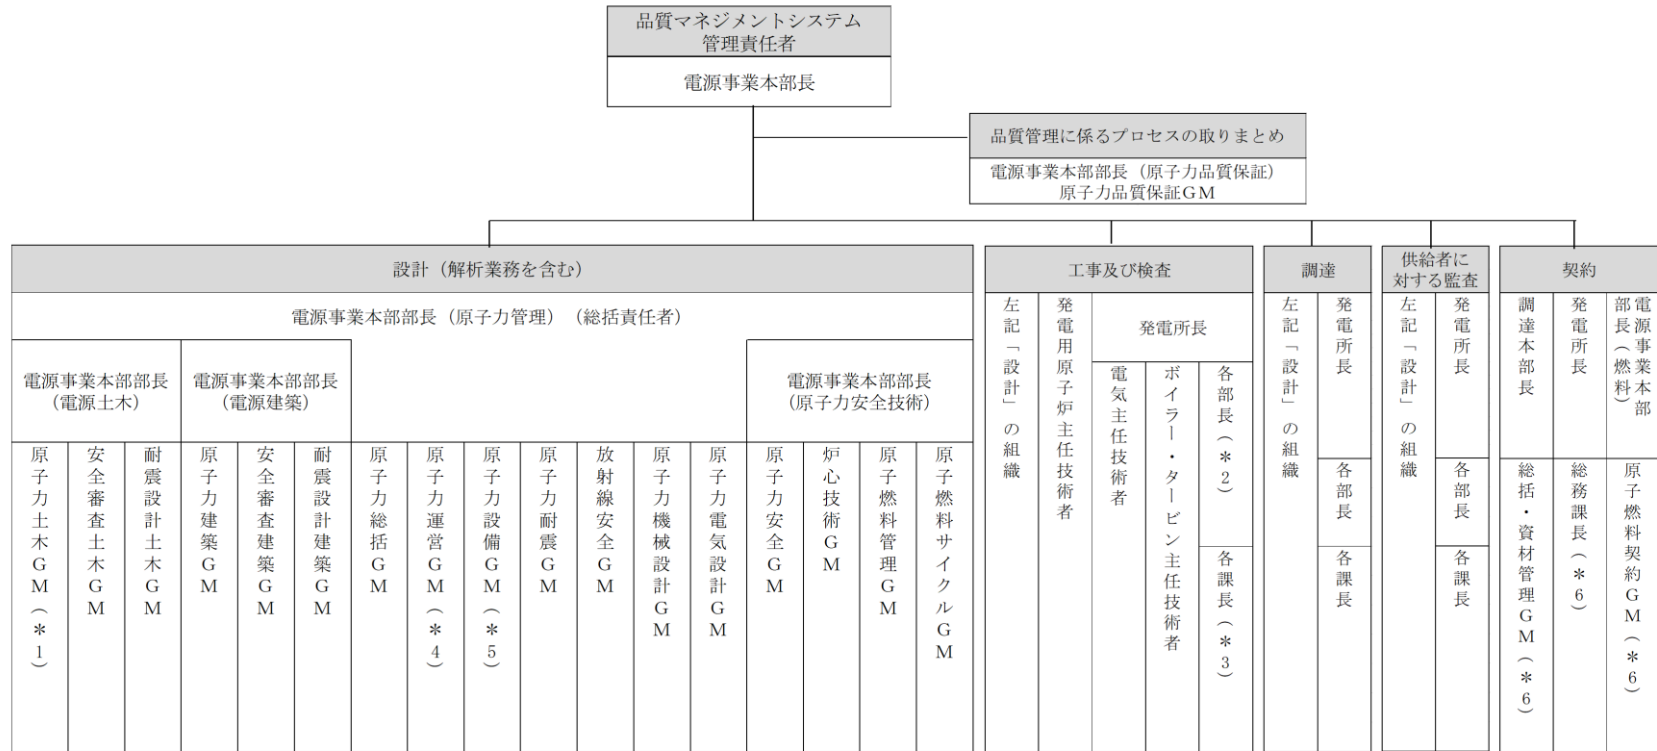 品質マネジメントシステム
管理責任者
電源事業本部長
品質管理に係るプロセスの取りまとめ
電源事業本部部長（原子力品質保証）
原子力品質保証GM
設計（解析業務を含む）
電源事業本部部長（原子力管理）（総括責任者）
電源事業本部部長
（電源土木）
電源事業本部部長
（電源建築）
電源事業本部部長
（原子力安全技術）
原子力土木GM（＊1）
安全審査土木GM
耐震設計土木GM
原子力建築GM
安全審査建築GM
耐震設計建築GM
原子力総括GM
原子力運営GM（＊4）
原子力設備GM（＊5）
原子力耐震GM
放射線安全GM
原子力機械設計GM
原子力電気設計GM
原子力安全GM
炉心技術GM
原子燃料管理GM
原子燃料サイクルGM
工事及び検査
左記「設計」の組織
発電用原子炉主任技術者
発電所長
電気主任技術者
ボイラー・タービン主任技術者
各部長（＊2）
各課長（＊3）
調達
左記「設計」の組織
発電所長
各部長
各課長
供給者に
対する監査
左記「設計」の組織
発電所長
各部長
各課長
契約
調達本部長
総括・資材管理GM（＊6）
発電所長
総務課長（＊6）
電源事業本部
部長（燃料）
原子燃料契約GM（＊6）